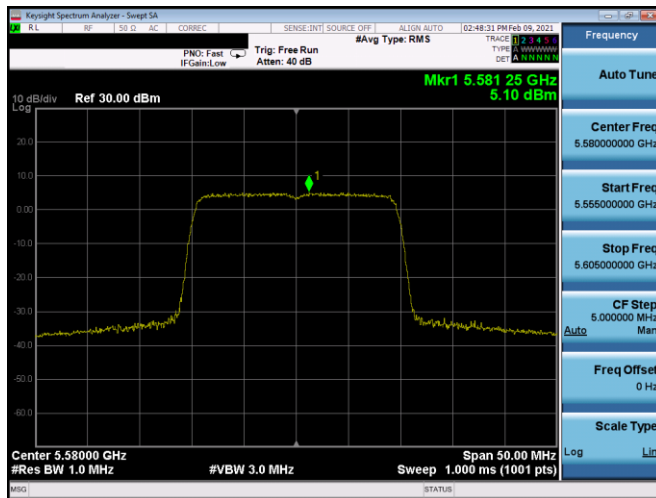 Keysight Spectrum Analyzer - Swept SA
RL RF 50 Ω AC CORREC SENSE:INT SOURCE OFF ALIGN AUTO 02:48:31 PM Feb 09, 2021
PNO: Fast Trig: Free Run #Avg Type: RMS TRACE 1 2 3 4 5 6
IFGain:Low Atten: 40 dB TYPE A WWWWW
DET A N N N N N
Mkr1 5.581 25 GHz
5.10 dBm
10 dB/div Ref 30.00 dBm
Log
20.0
10.0
0.00
-10.0
-20.0
-30.0
-40.0
-50.0
-60.0
1
Center 5.58000 GHz Span 50.00 MHz
#Res BW 1.0 MHz #VBW 3.0 MHz Sweep 1.000 ms (1001 pts)
MSG STATUS
Frequency
Auto Tune
Center Freq
5.580000000 GHz
Start Freq
5.555000000 GHz
Stop Freq
5.605000000 GHz
CF Step
5.000000 MHz
Auto Man
Freq Offset
0 Hz
Scale Type
Log Lin